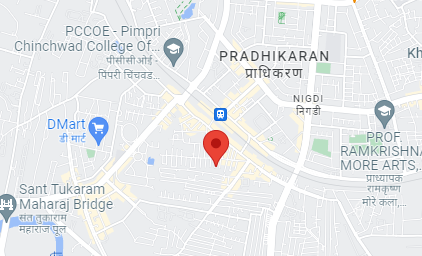 PCCOE - Pimpri
Chinchwad College Of...
पीसीसीओई -
पिंपरी चिंचवड...
PRADHIKARAN
प्राधिकरण
Kh
NIGDI
निगडी
DMart
डी मार्ट
PROF.
RAMKRISHNA
MORE ARTS,...
प्राध्यापक
रामकृष्ण
मोरे कला,...
Sant Tukaram
Maharaj Bridge
संत तुकाराम
महाराज पूल